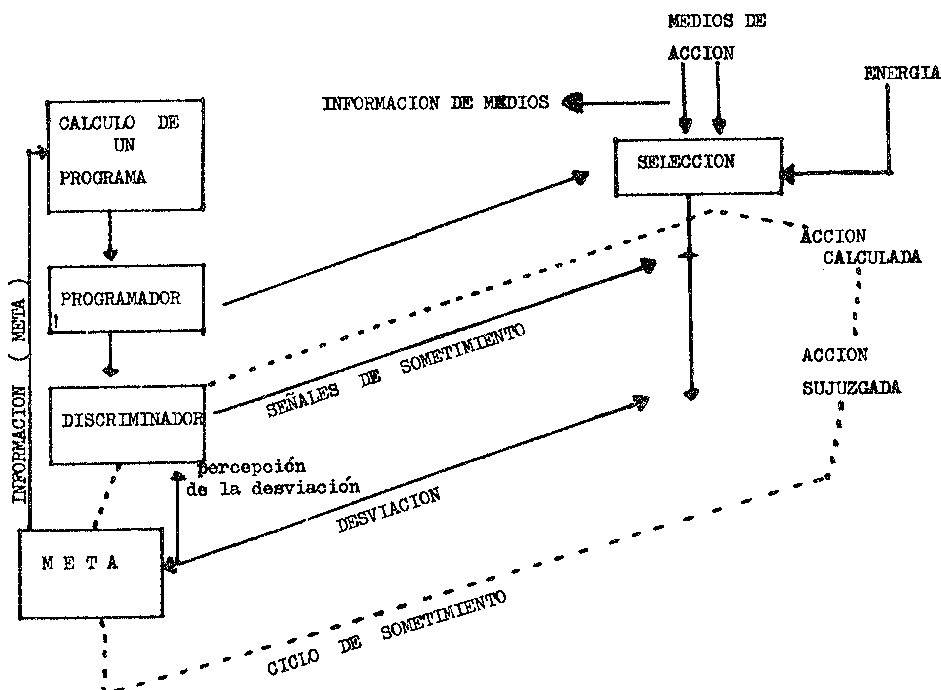 MEDIOS DE
ACCION
ENERGIA
INFORMACION DE MEDIOS
CALCULO DE
UN
PROGRAMA
SELECCION
ACCION
CALCULADA
PROGRAMADOR
INFORMACION ( META )
SEÑALES DE SOMETIMIENTO
ACCION
SUJUZGADA
DISCRIMINADOR
percepción
de la desviación
DESVIACION
M E T A
CICLO DE SOMETIMIENTO